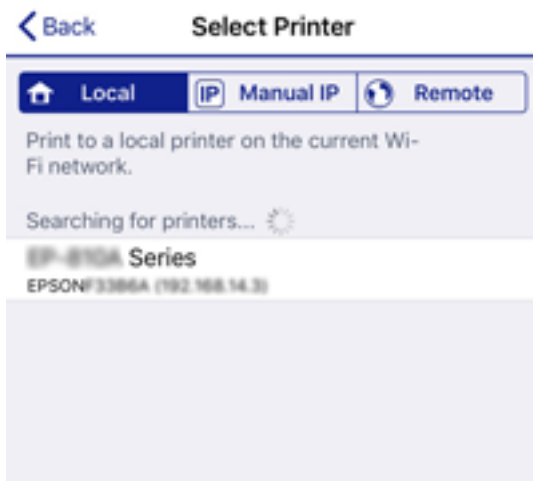 Back
Select Printer
Local
IP Manual IP
Remote
Print to a local printer on the current Wi-
Fi network.
Searching for printers...
Series
EPSON